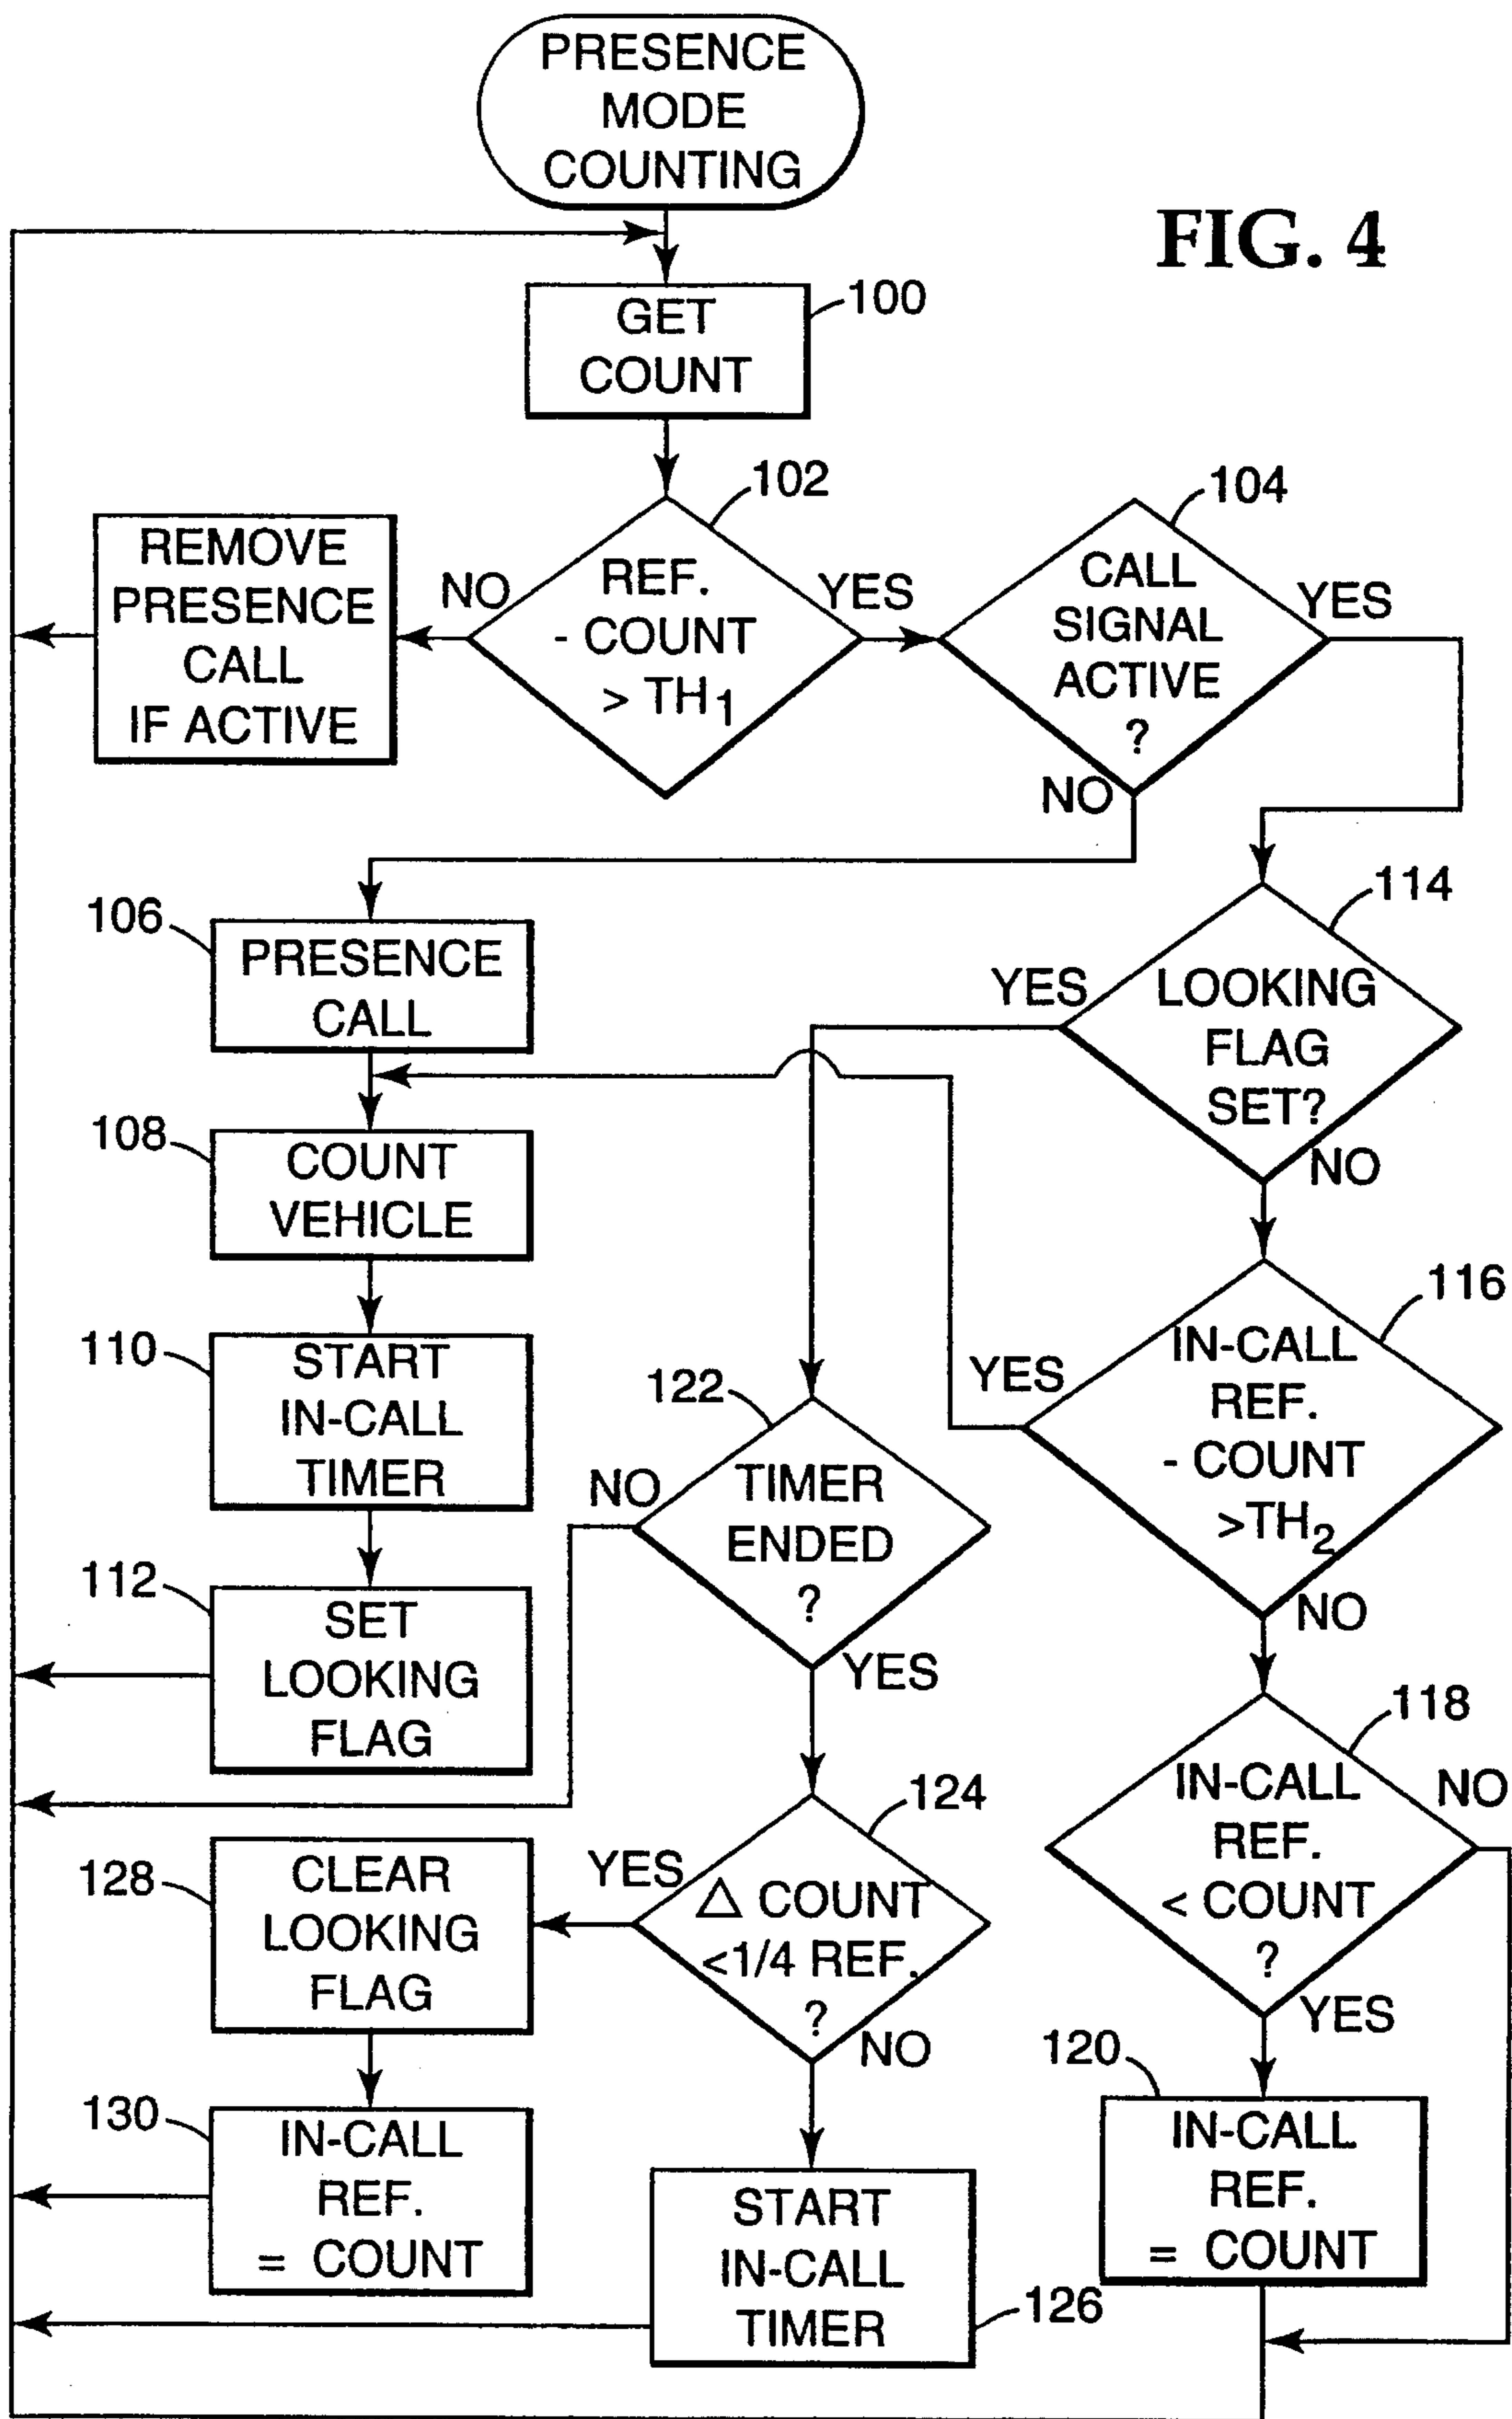 PRESENCE
MODE
COUNTING
FIG. 4
100
GET
COUNT
102
104
REMOVE
PRESENCE
CALL
IF ACTIVE
NO
REF.
- COUNT
> TH1
YES
CALL
SIGNAL
ACTIVE
?
YES
NO
106
PRESENCE
CALL
114
YES
LOOKING
FLAG
SET?
NO
108
COUNT
VEHICLE
110
START
IN-CALL
TIMER
116
YES
IN-CALL
REF.
- COUNT
>TH2
NO
122
NO
TIMER
ENDED
?
YES
112
SET
LOOKING
FLAG
118
IN-CALL
REF.
< COUNT
?
NO
YES
124
YES
△ COUNT
<1/4 REF.
?
NO
128
CLEAR
LOOKING
FLAG
130
IN-CALL
REF.
= COUNT
120
IN-CALL
REF.
= COUNT
START
IN-CALL
TIMER
126